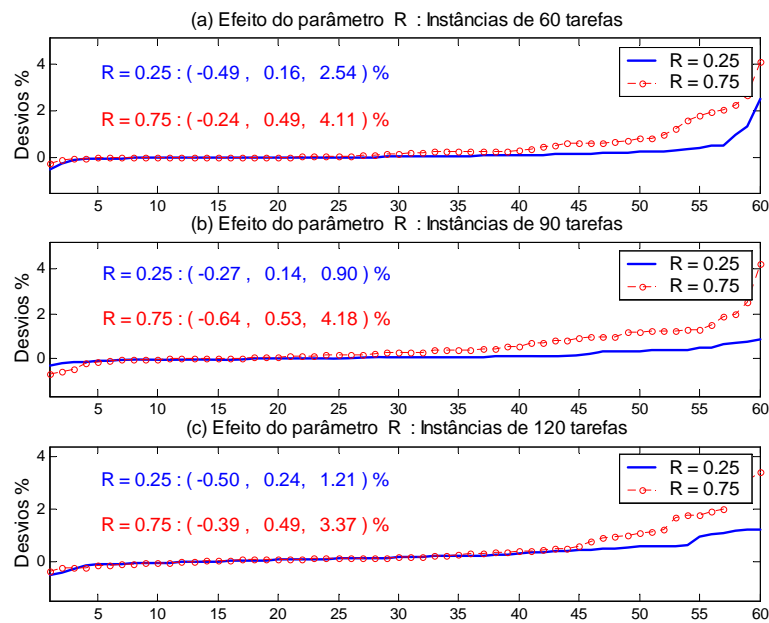 (a) Efeito do parâmetro R : Instâncias de 60 tarefas
Desvios %
4
2
0
R = 0.25 : ( -0.49 , 0.16, 2.54) %
R = 0.75 : ( -0.24 , 0.49, 4.11) %
R = 0.25
R = 0.75
5 10 15 20 25 30 35 40 45 50 55 60
(b) Efeito do parâmetro R : Instâncias de 90 tarefas
Desvios %
4
2
0
R = 0.25 : ( -0.27 , 0.14, 0.90) %
R = 0.75 : ( -0.64 , 0.53, 4.18) %
R = 0.25
R = 0.75
5 10 15 20 25 30 35 40 45 50 55 60
(c) Efeito do parâmetro R : Instâncias de 120 tarefas
Desvios %
4
2
0
R = 0.25 : ( -0.50 , 0.24, 1.21 ) %
R = 0.75 : ( -0.39 , 0.49, 3.37 ) %
R = 0.25
R = 0.75
5 10 15 20 25 30 35 40 45 50 55 60